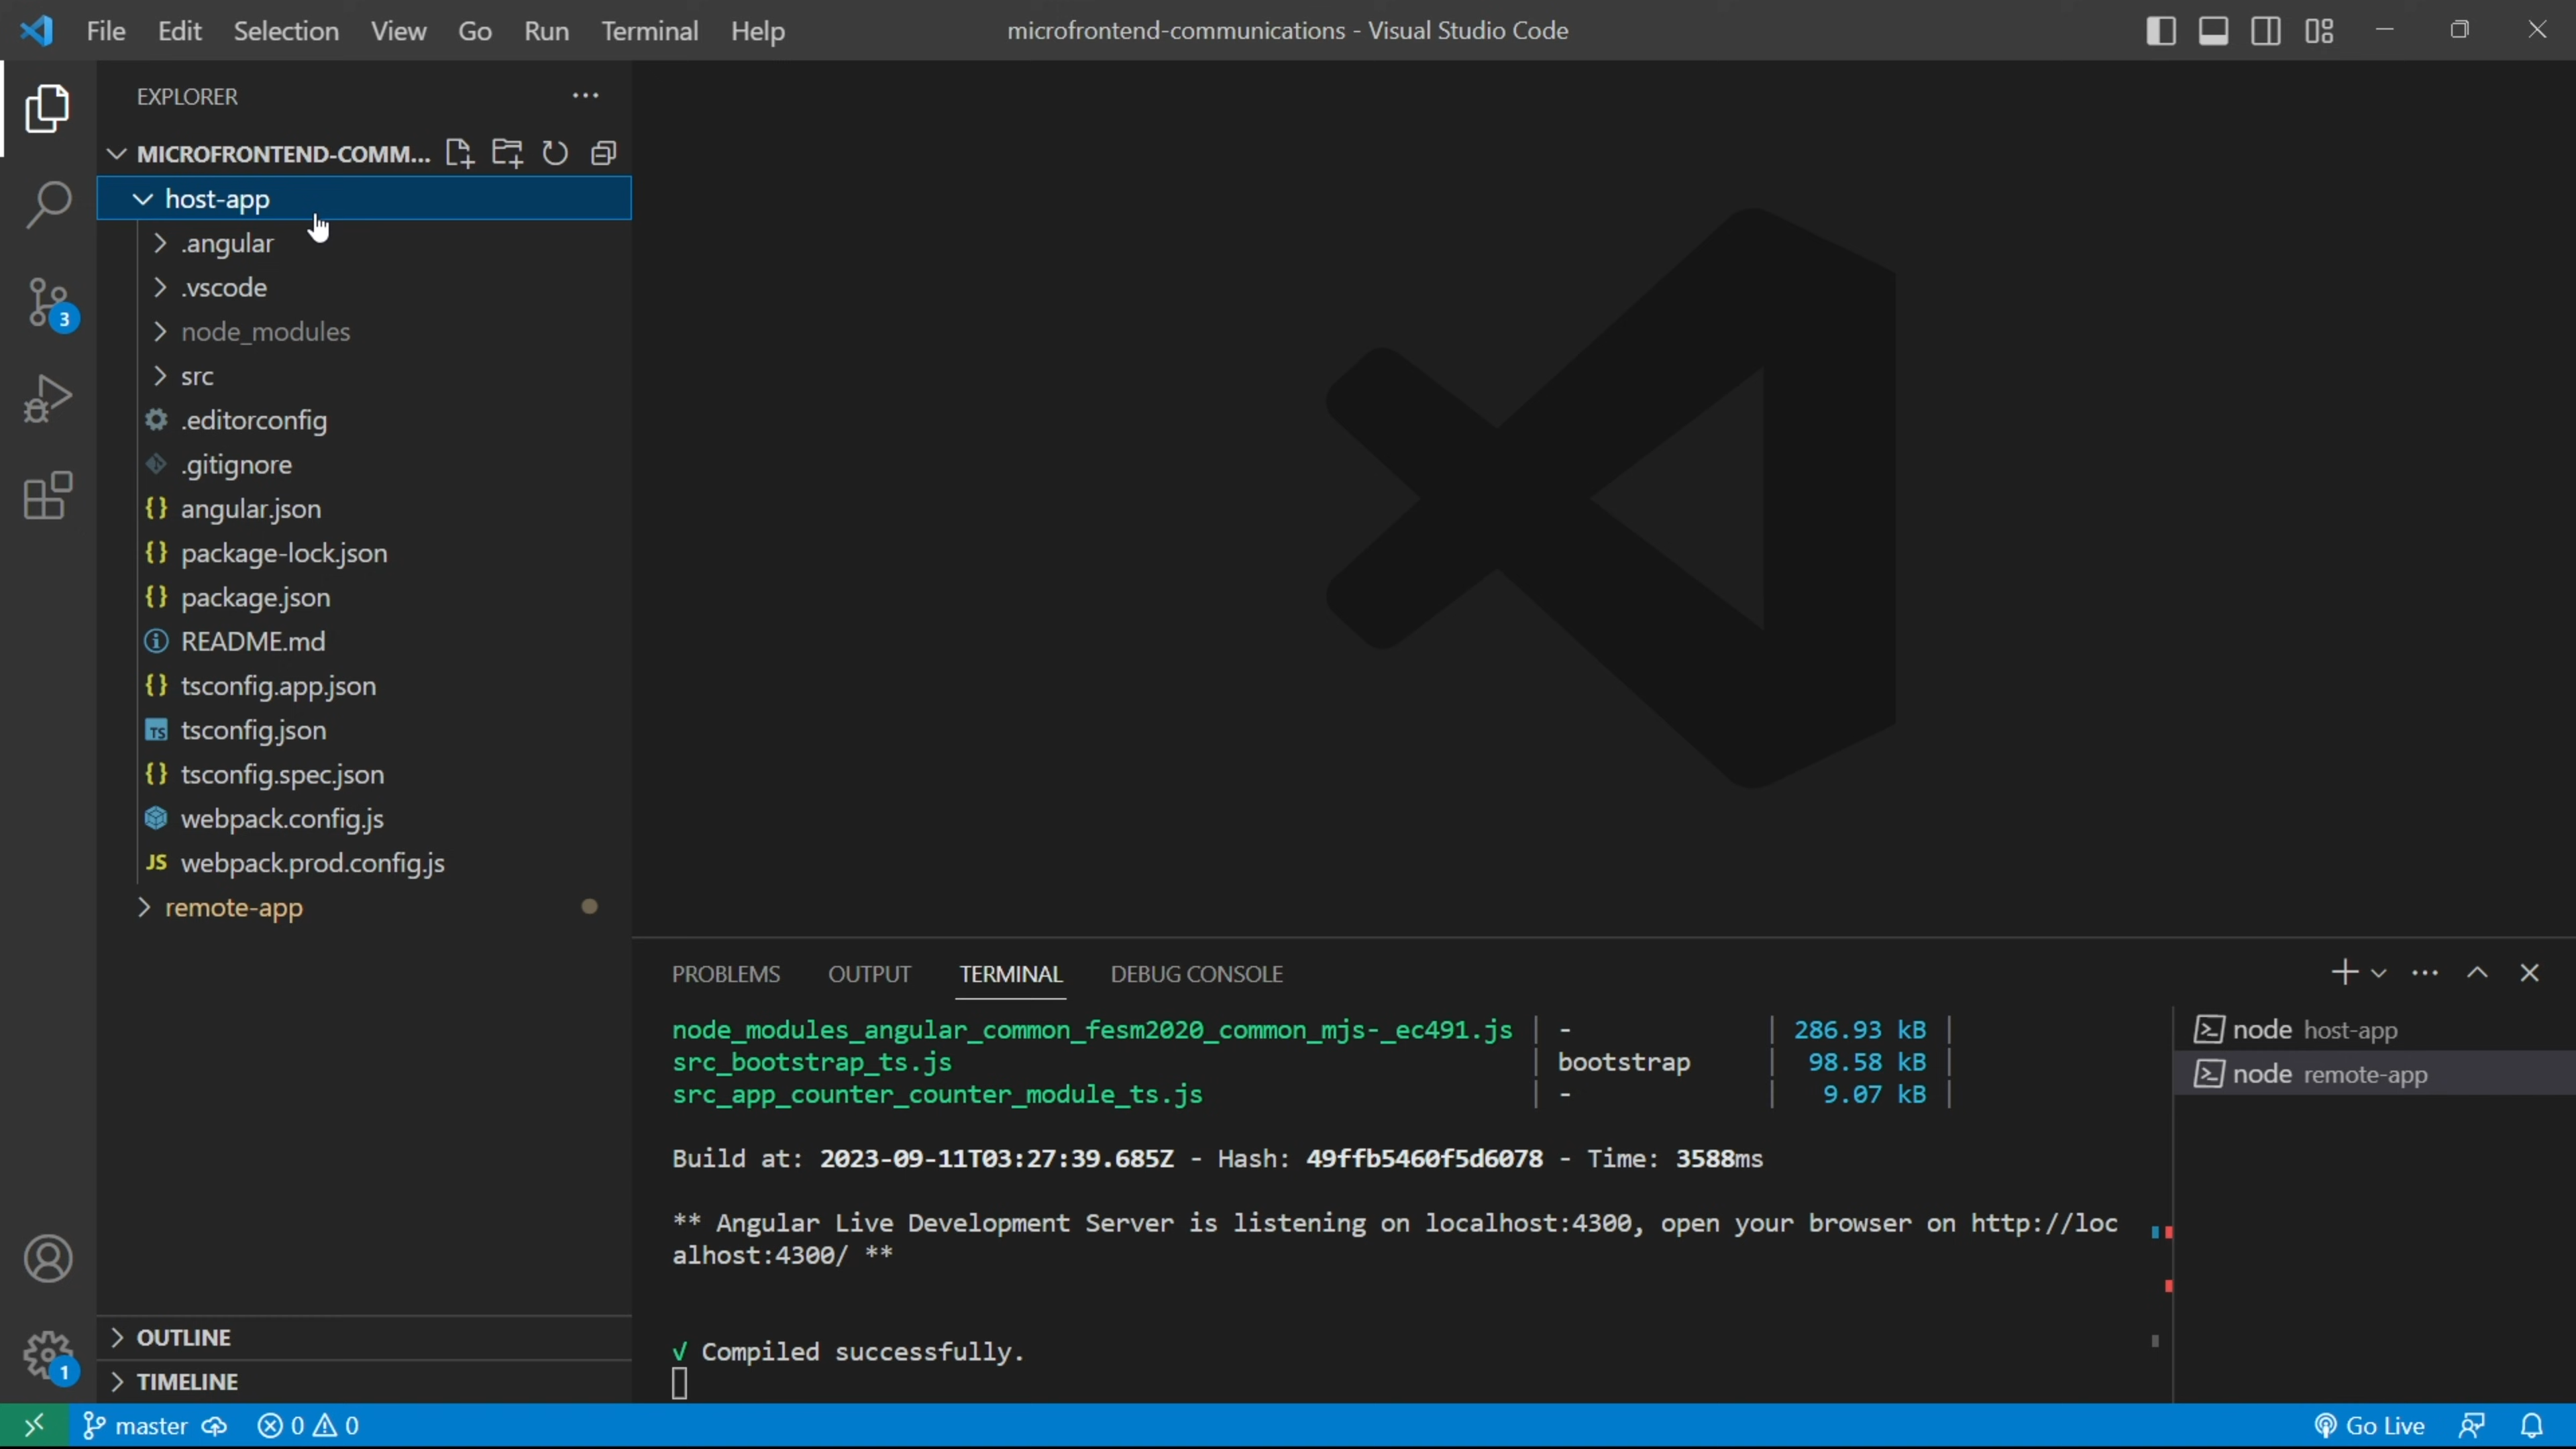 File Edit Selection View Go Run Terminal Help
microfrontend-communications - Visual Studio Code
EXPLORER
MICROFRONTEND-COMM...
host-app
.angular
.vscode
node_modules
src
.editorconfig
.gitignore
{} angular.json
{} package-lock.json
{} package.json
README.md
{} tsconfig.app.json
TS tsconfig.json
{} tsconfig.spec.json
webpack.config.js
JS webpack.prod.config.js
remote-app
OUTLINE
TIMELINE
3
1
PROBLEMS OUTPUT TERMINAL DEBUG CONSOLE
node_modules_angular_common_fesm2020_common_mjs-_ec491.js | - | 286.93 kB |
src_bootstrap_ts.js | bootstrap | 98.58 kB |
src_app_counter_counter_module_ts.js | - | 9.07 kB |
Build at: 2023-09-11T03:27:39.685Z - Hash: 49ffb5460f5d6078 - Time: 3588ms
** Angular Live Development Server is listening on localhost:4300, open your browser on http://loc
alhost:4300/ **
√ Compiled successfully.
node host-app
node remote-app
master 0 0
Go Live